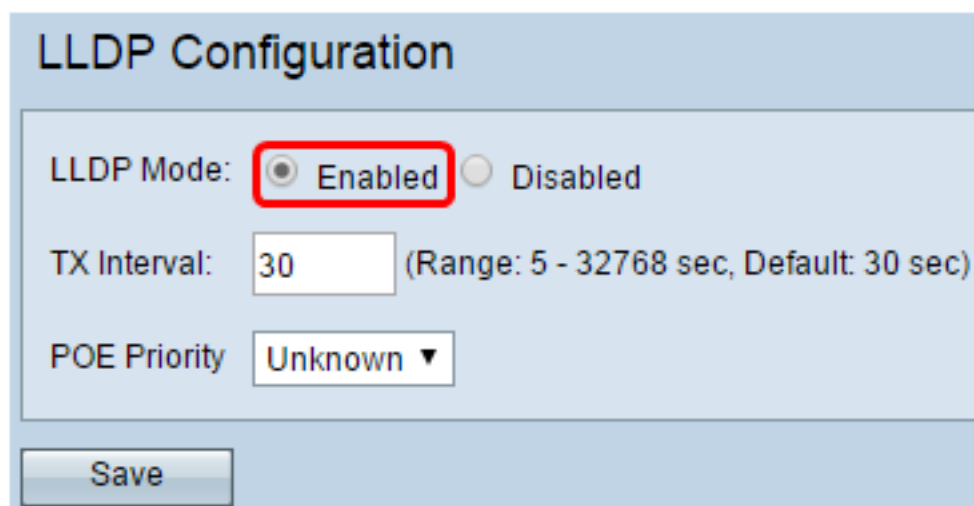 LLDP Configuration
LLDP Mode: Enabled Disabled
TX Interval: 30 (Range: 5 - 32768 sec, Default: 30 sec)
POE Priority Unknown
Save